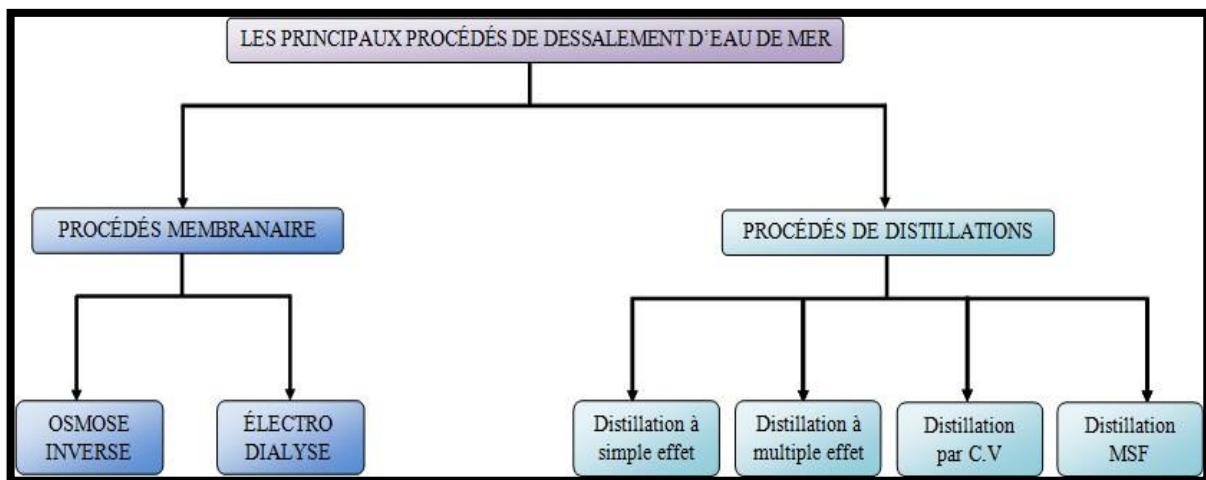 LES PRINCIPAUX PROCÉDÉS DE DESSALEMENT D'EAU DE MER
PROCÉDÉS MEMBRANAIRE
PROCÉDÉS DE DISTILLATIONS
OSMOSE
INVERSE
ÉLECTRO
DIALYSE
Distillation à
simple effet
Distillation à
multiple effet
Distillation
par C.V
Distillation
MSF